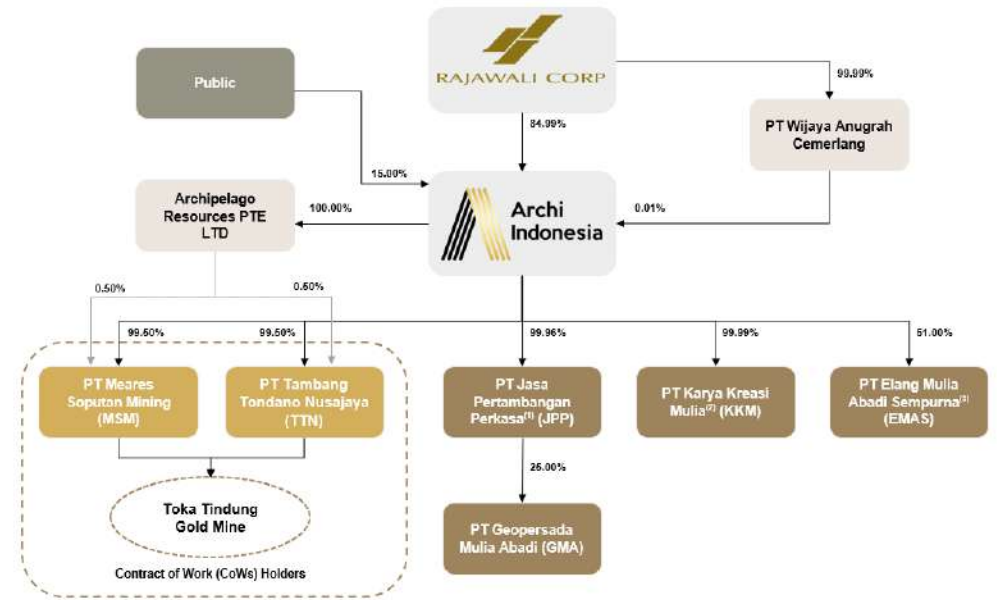 RAJAWALI CORP
Public
99.99%
84.99%
PT Wijaya Anugrah
Cemerlang
15.00%
Archipelago
Resources PTE
LTD
100.00%
Archi
Indonesia
0.01%
0.50%
0.50%
99.50%
99.50%
99.96%
99.99%
51.00%
PT Meares
Soputan Mining
(MSM)
PT Tambang
Tondano Nusajaya
(TTN)
PT Jasa
Pertambangan
Perkasa(1) (JPP)
PT Karya Kreasi
Mulia(2) (KKM)
PT Elang Mulia
Abadi Sempurna(3)
(EMAS)
25.00%
Toka Tindung
Gold Mine
PT Geopersada
Mulia Abadi (GMA)
Contract of Work (CoWs) Holders